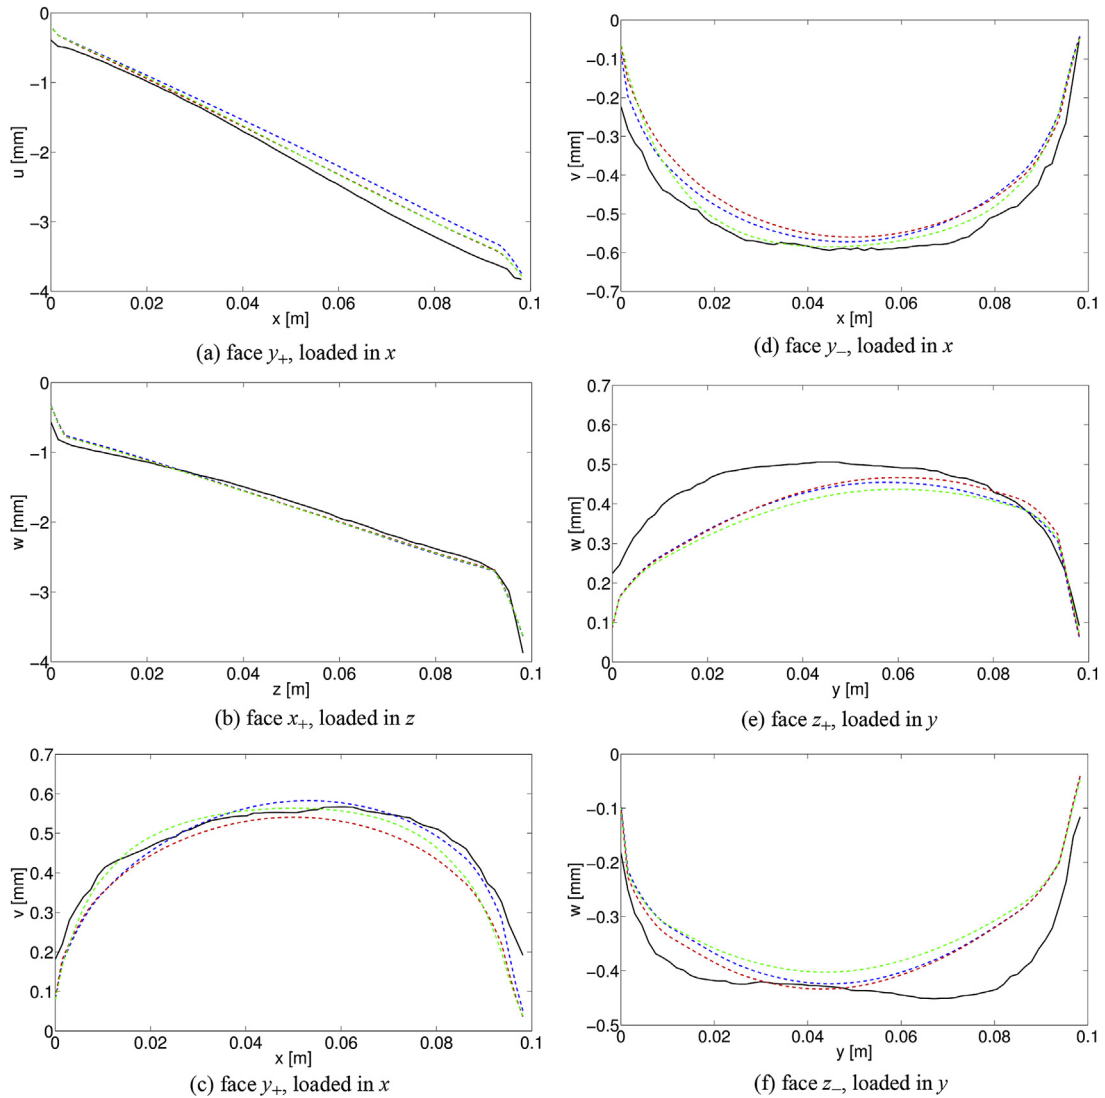 0
−1
−2
−3
−4
u [mm]
0 0.02 0.04 0.06 0.08 0.1
x [m]
(a) face y+, loaded in x
0
−0.1
−0.2
−0.3
−0.4
−0.5
−0.6
−0.7
v [mm]
0 0.02 0.04 0.06 0.08 0.1
x [m]
(d) face y−, loaded in x
0
−1
−2
−3
−4
w [mm]
0 0.02 0.04 0.06 0.08 0.1
z [m]
(b) face x+, loaded in z
0.7
0.6
0.5
0.4
0.3
0.2
0.1
0
w [mm]
0 0.02 0.04 0.06 0.08 0.1
y [m]
(e) face z+, loaded in y
0.7
0.6
0.5
0.4
0.3
0.2
0.1
0
v [mm]
0 0.02 0.04 0.06 0.08 0.1
x [m]
(c) face y+, loaded in x
0
−0.1
−0.2
−0.3
−0.4
−0.5
w [mm]
0 0.02 0.04 0.06 0.08 0.1
y [m]
(f) face z−, loaded in y